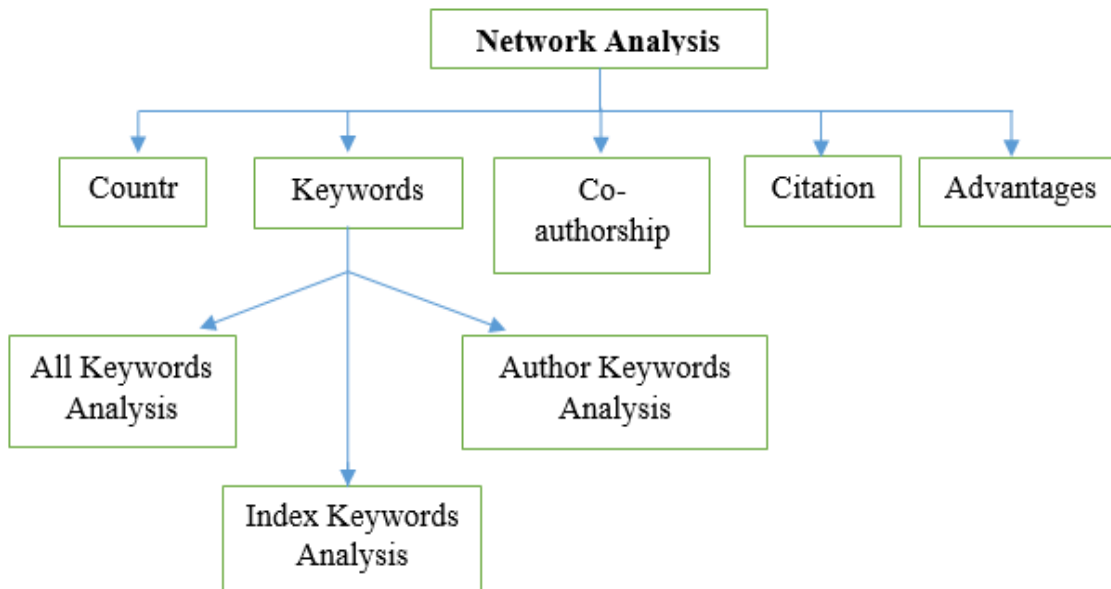 Network Analysis
Countr
Keywords
Co-
authorship
Citation
Advantages
All Keywords
Analysis
Author Keywords
Analysis
Index Keywords
Analysis